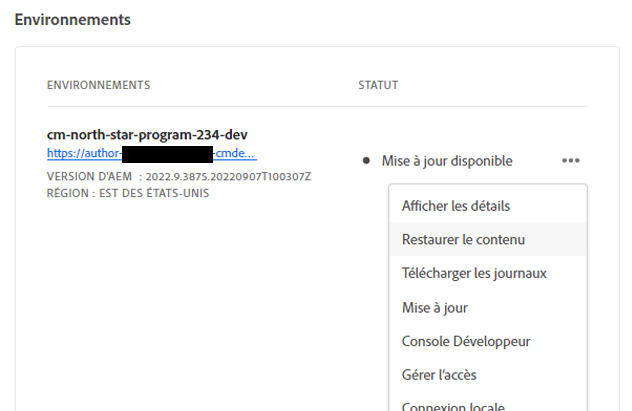 Environnements
ENVIRONNEMENTS STATUT
cm-north-star-program-234-dev
https://author- -cmde...
Mise à jour disponible
VERSION D'AEM : 2022.9.3875.20220907T100307Z
RÉGION : EST DES ÉTATS-UNIS
Afficher les détails
Restaurer le contenu
Télécharger les journaux
Mise à jour
Console Développeur
Gérer l'accès
Connexion locale